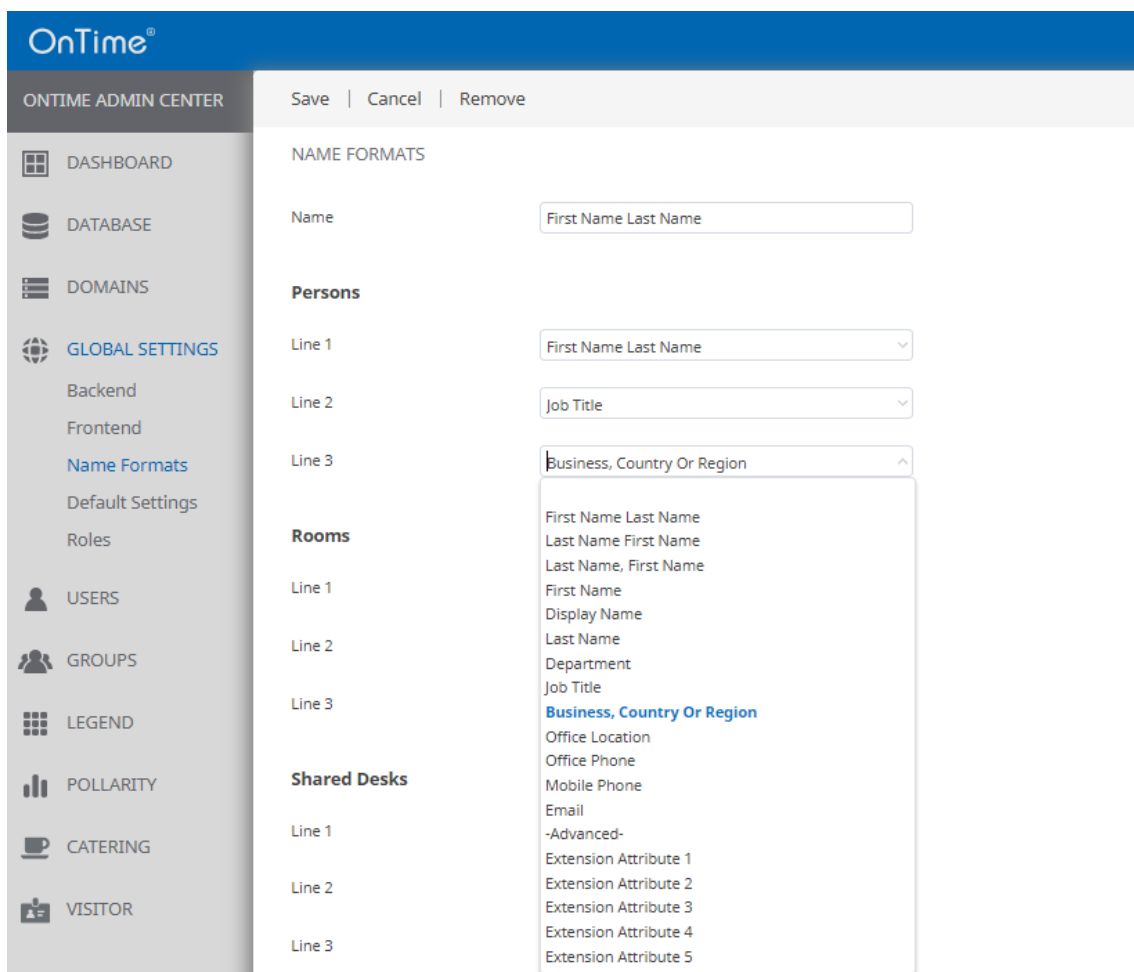 OnTime®
ONTIME ADMIN CENTER
Save | Cancel | Remove
DASHBOARD
DATABASE
DOMAINS
GLOBAL SETTINGS
Backend
Frontend
Name Formats
Default Settings
Roles
USERS
GROUPS
LEGEND
POLLARITY
CATERING
VISITOR
NAME FORMATS
Name First Name Last Name
Persons
Line 1 First Name Last Name
Line 2 Job Title
Line 3 Business, Country Or Region
First Name Last Name
Last Name First Name
Last Name, First Name
First Name
Display Name
Last Name
Department
Job Title
Business, Country Or Region
Office Location
Office Phone
Mobile Phone
Email
-Advanced-
Extension Attribute 1
Extension Attribute 2
Extension Attribute 3
Extension Attribute 4
Extension Attribute 5
Rooms
Line 1
Line 2
Line 3
Shared Desks
Line 1
Line 2
Line 3